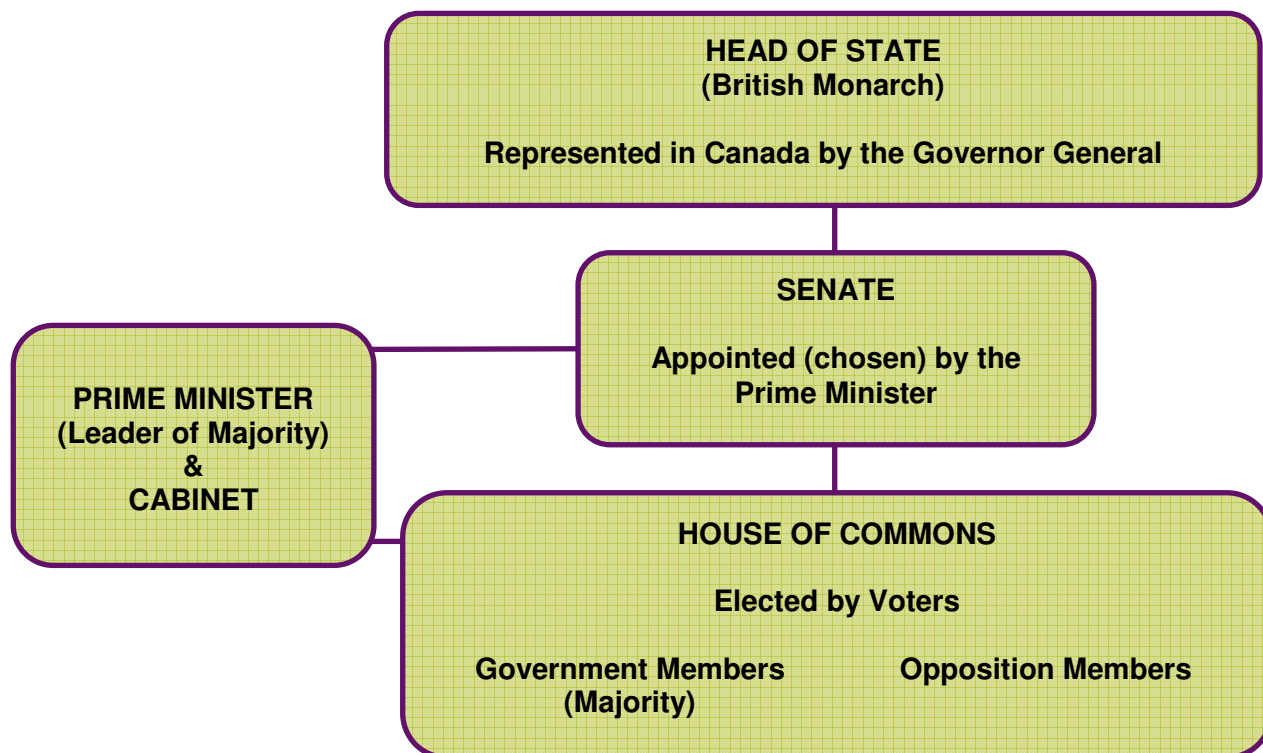 HEAD OF STATE
(British Monarch)
Represented in Canada by the Governor General
SENATE
Appointed (chosen) by the
Prime Minister
PRIME MINISTER
(Leader of Majority)
&
CABINET
HOUSE OF COMMONS
Elected by Voters
Government Members
(Majority)
Opposition Members